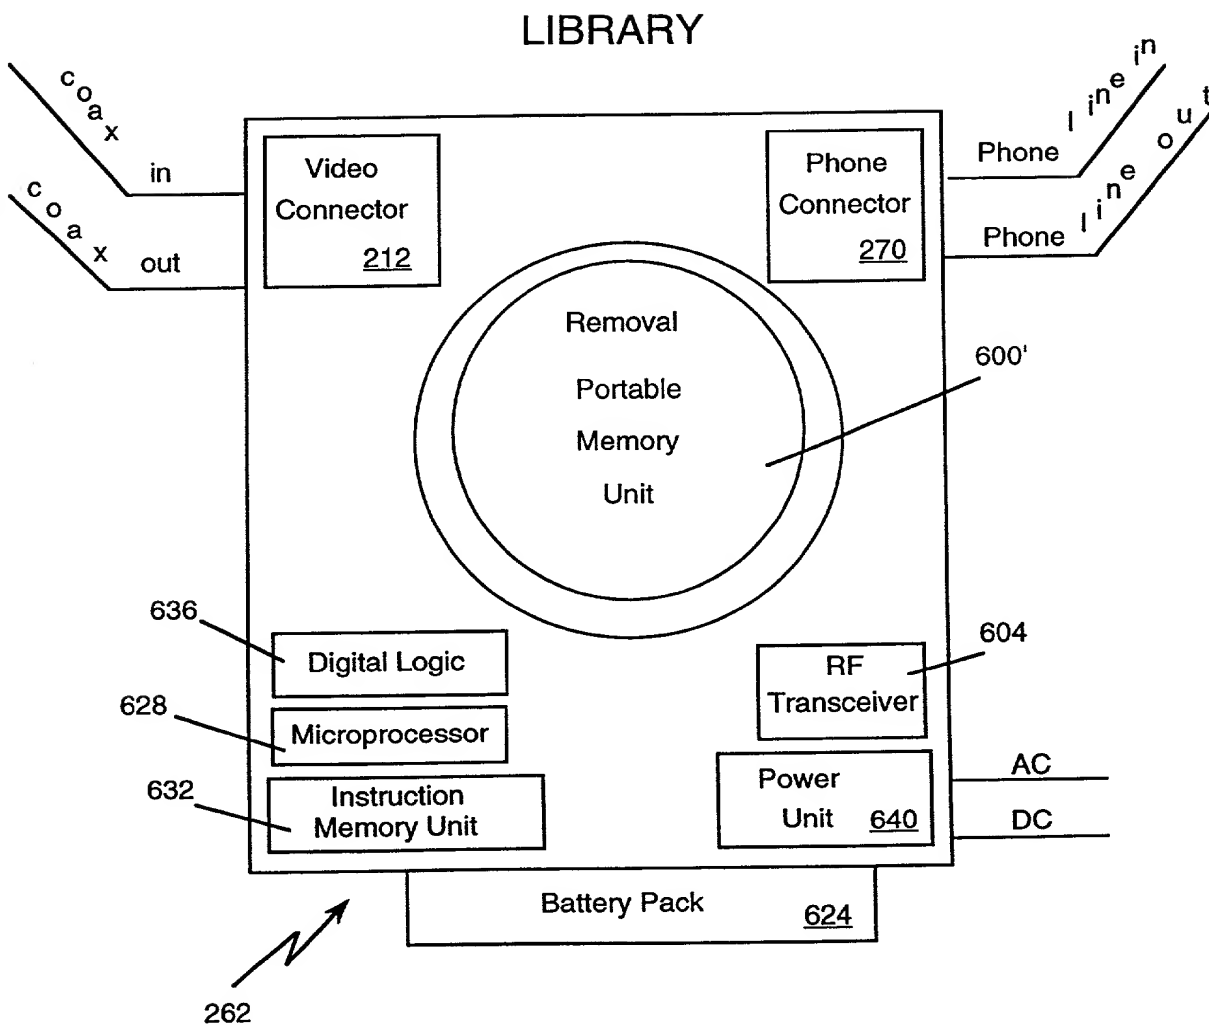 LIBRARY
coax in
coax out
Video
Connector
212
Phone
Connector
270
Phone line in
Phone line out
Removal
Portable
Memory
Unit
600'
636
Digital Logic
628
Microprocessor
632
Instruction
Memory Unit
604
RF
Transceiver
Power
Unit 640
AC
DC
Battery Pack 624
262